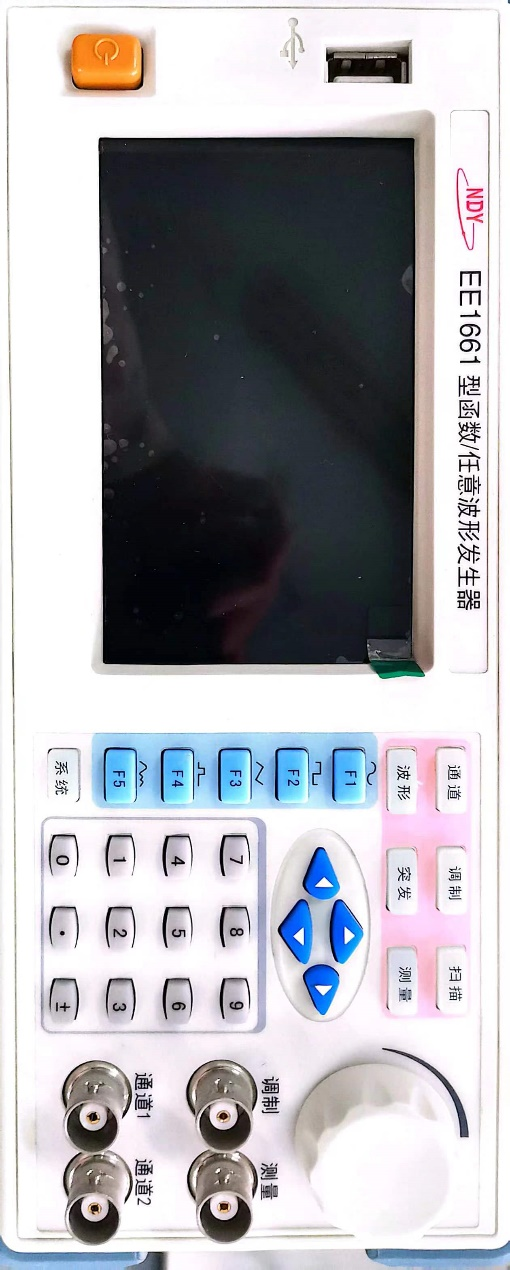 NDY
EE1661 型函数/任意波形发生器
通道 调制 扫描
波形 突发 测量
F1
F2
F3
F4
F5
系统
7 8 9
4 5 6
1 2 3
0 · ±
调制 测量
通道1 通道2